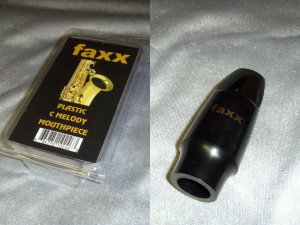 faxx
PLASTIC
C MELODY
MOUTHPIECE
faxx